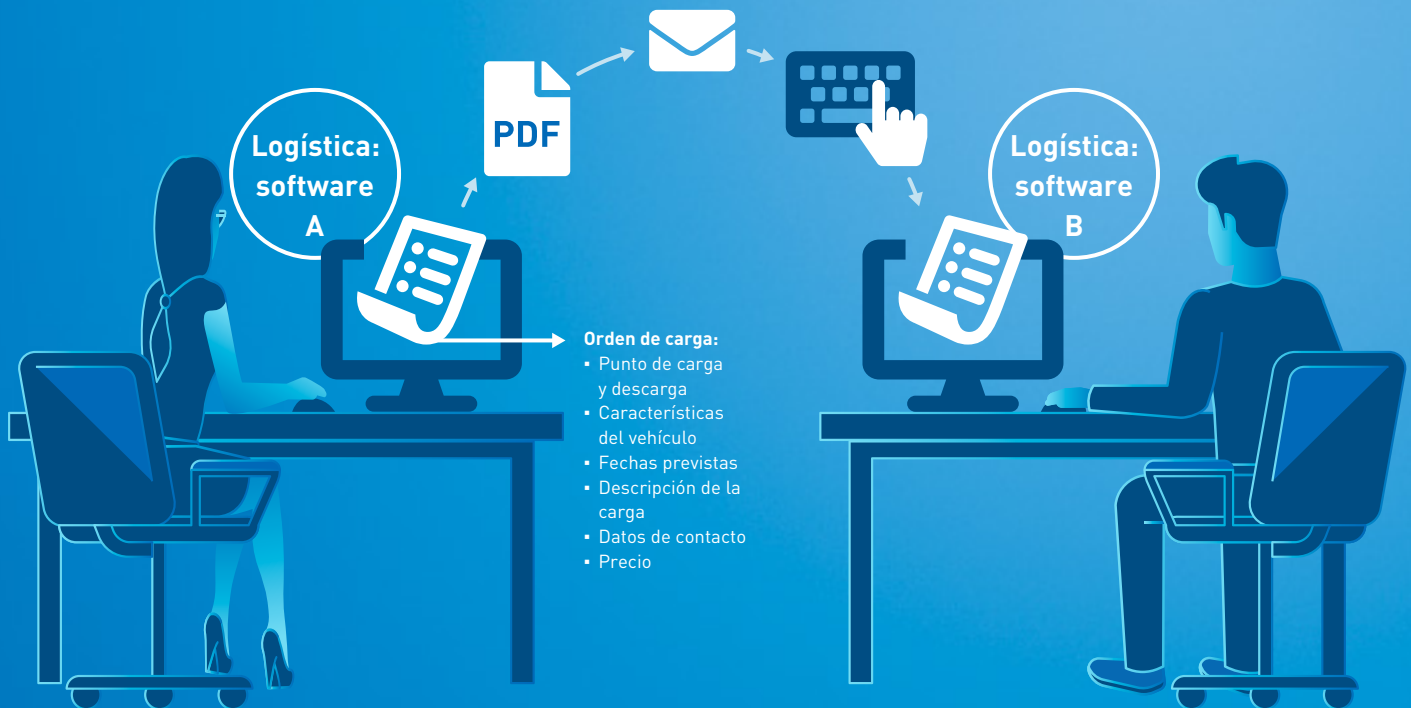 PDF
Logística:
software
A
Logística:
software
B
Orden de carga:
▪ Punto de carga
y descarga
▪ Características
del vehículo
▪ Fechas previstas
▪ Descripción de la
carga
▪ Datos de contacto
▪ Precio